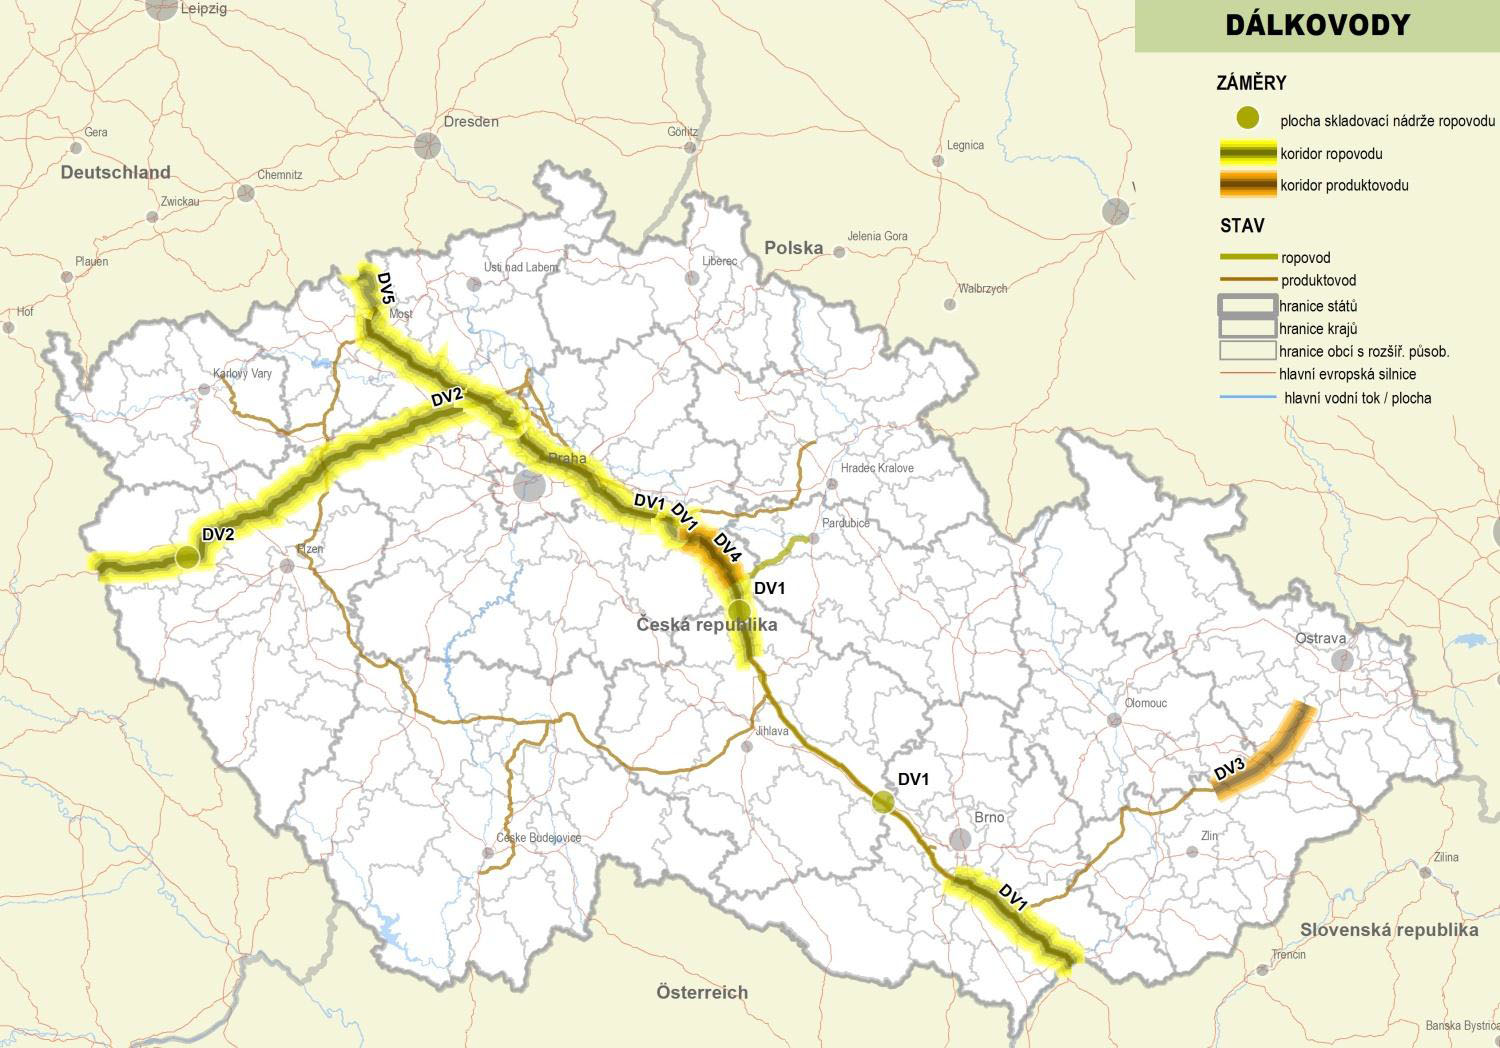 DÁLKOVODY
ZÁMĚRY
plocha skladovací nádrže ropovodu
koridor ropovodu
koridor produktovodu
STAV
ropovod
produktovod
hranice států
hranice krajů
hranice obcí s rozšíř. působ.
hlavní evropská silnice
hlavní vodní tok / plocha
Leipzig
Dresden
Görlitz
Gera
Legnica
Deutschland
Chemnitz
Zwickau
Jelenia Gora
Polska
Plauen
Liberec
Usti nad Labem
DV5
Walbrzych
Hof
Most
Karlovy Vary
DV2
Praha
Hradec Kralove
DV1
DV1
Pardubice
DV2
DV4
Plzen
DV1
Česká republika
Ostrava
Olomouc
Jihlava
DV3
DV1
Brno
Zlin
Ceske Budejovice
Zilina
DV1
Slovenská republika
Trencin
Österreich
Banska Bystrica